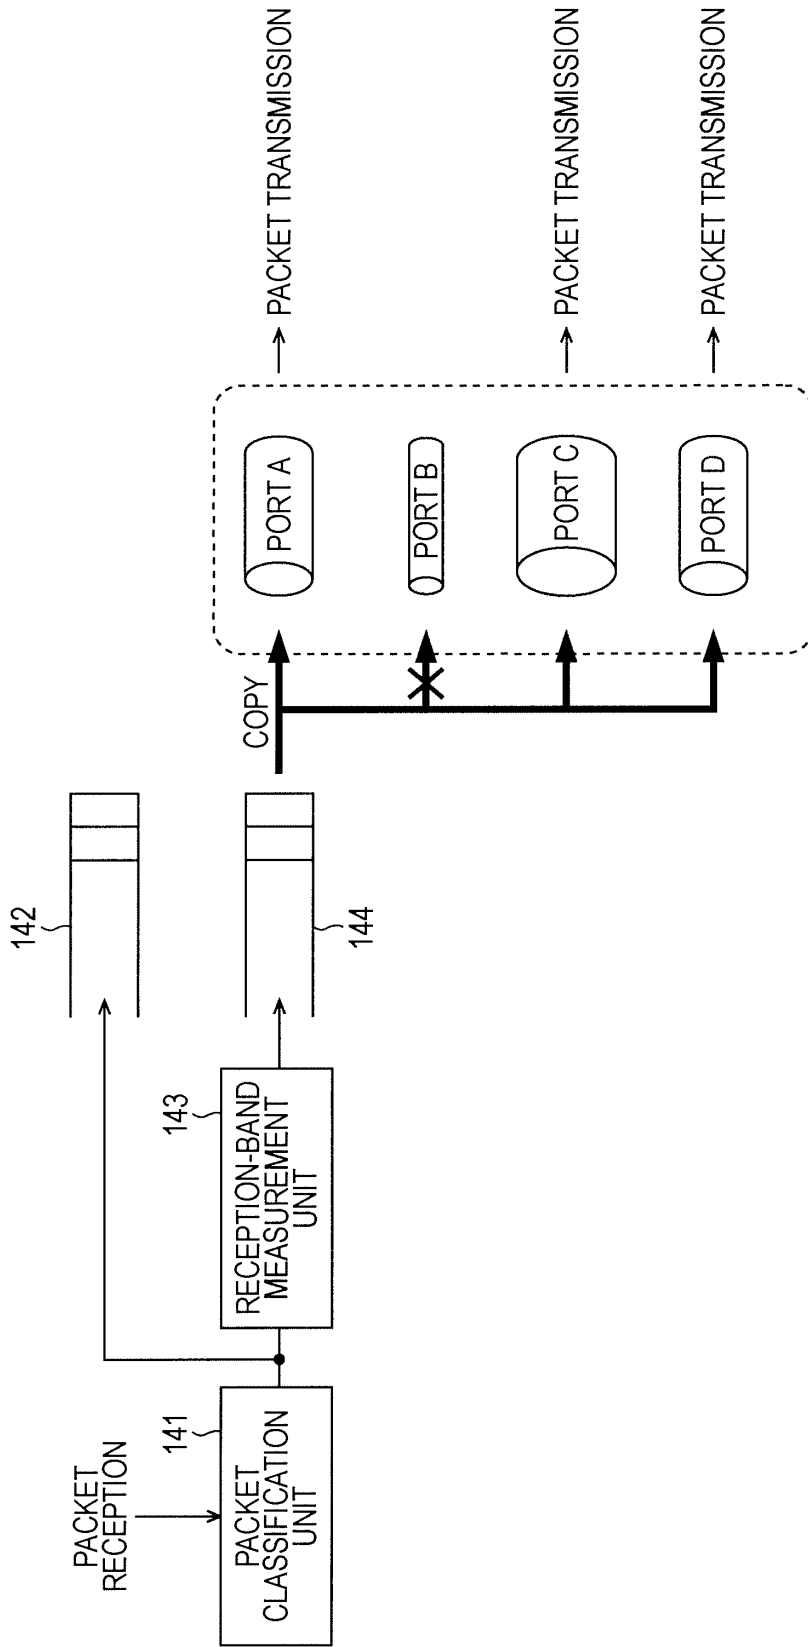 PACKET
RECEPTION
141
PACKET
CLASSIFICATION
UNIT
143
RECEPTION-BAND
MEASUREMENT
UNIT
142
144
COPY
PORT A
PORT B
PORT C
PORT D
PACKET TRANSMISSION
PACKET TRANSMISSION
PACKET TRANSMISSION